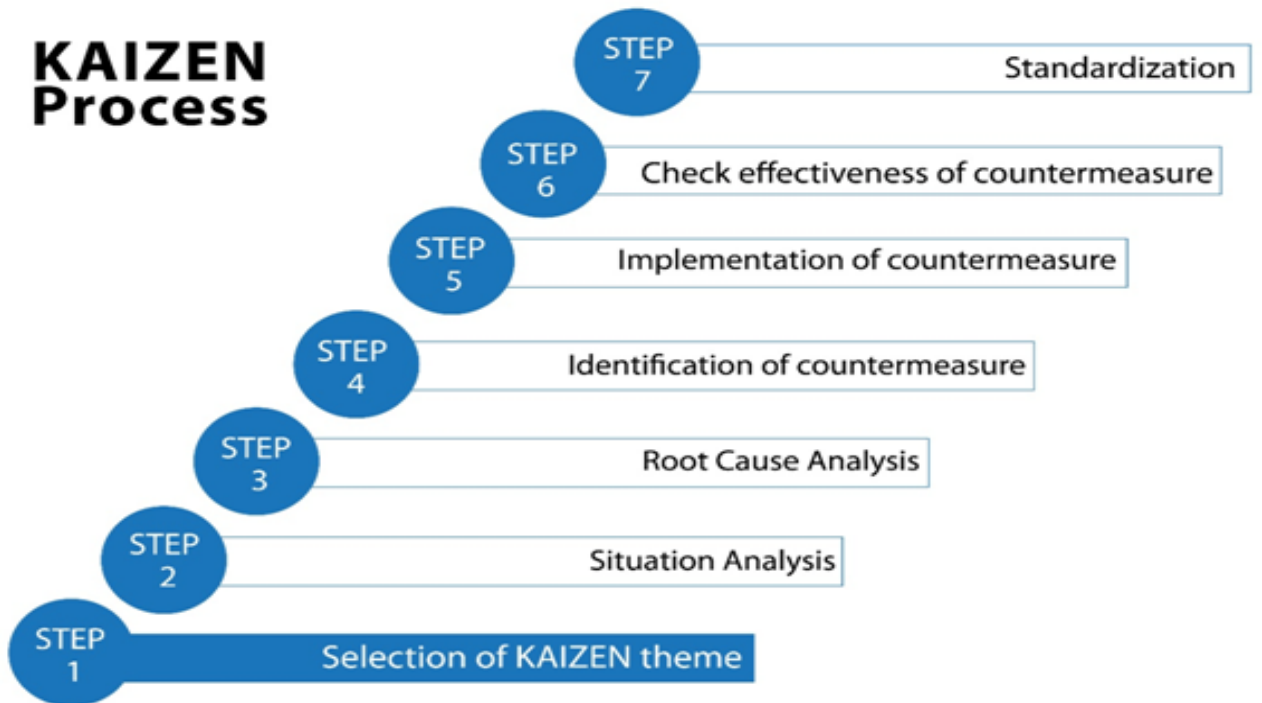 KAIZEN
Process
STEP
7
Standardization
STEP
6
Check effectiveness of countermeasure
STEP
5
Implementation of countermeasure
STEP
4
Identification of countermeasure
STEP
3
Root Cause Analysis
STEP
2
Situation Analysis
STEP
1
Selection of KAIZEN theme